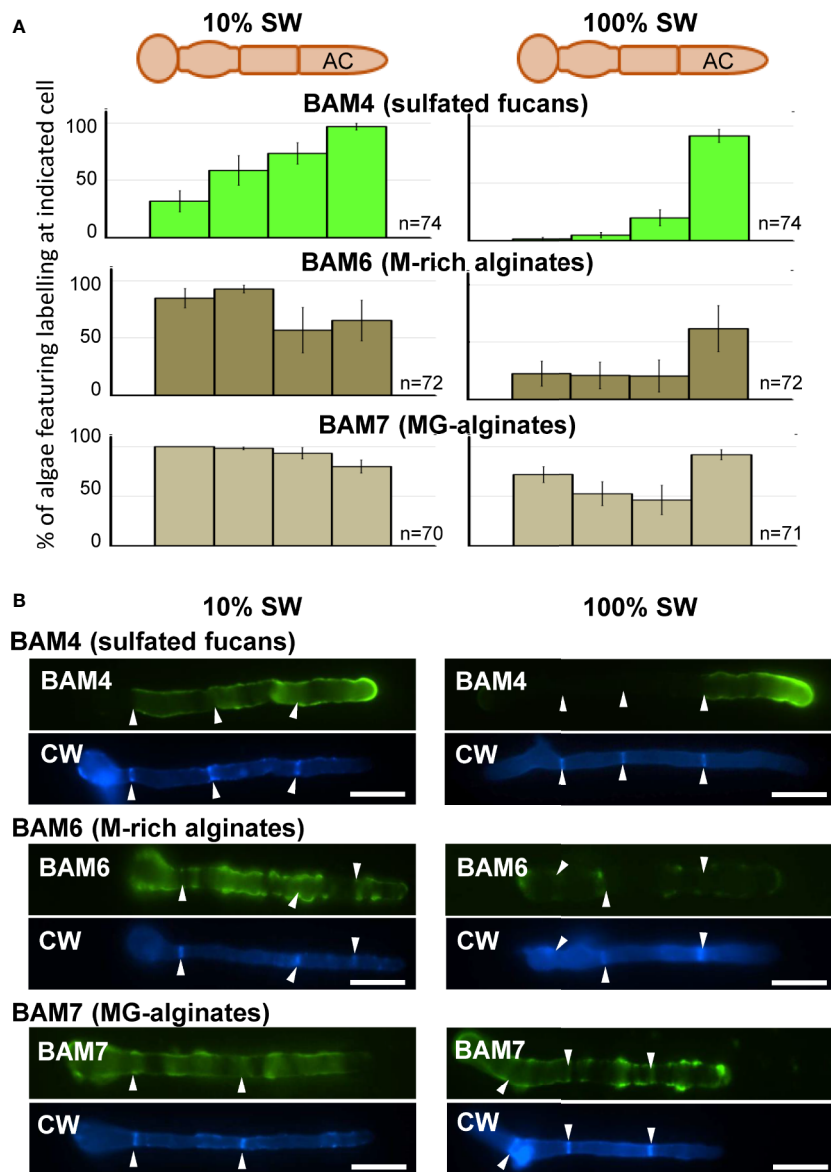 A
10% SW
100% SW
AC
AC
% of algae featuring labelling at indicated cell
BAM4 (sulfated fucans)
100
50
0
n=74
n=74
BAM6 (M-rich alginates)
100
50
0
n=72
n=72
BAM7 (MG-alginates)
100
50
0
n=70
n=71
B
10% SW
100% SW
BAM4 (sulfated fucans)
BAM4
BAM4
CW
CW
BAM6 (M-rich alginates)
BAM6
BAM6
CW
CW
BAM7 (MG-alginates)
BAM7
BAM7
CW
CW